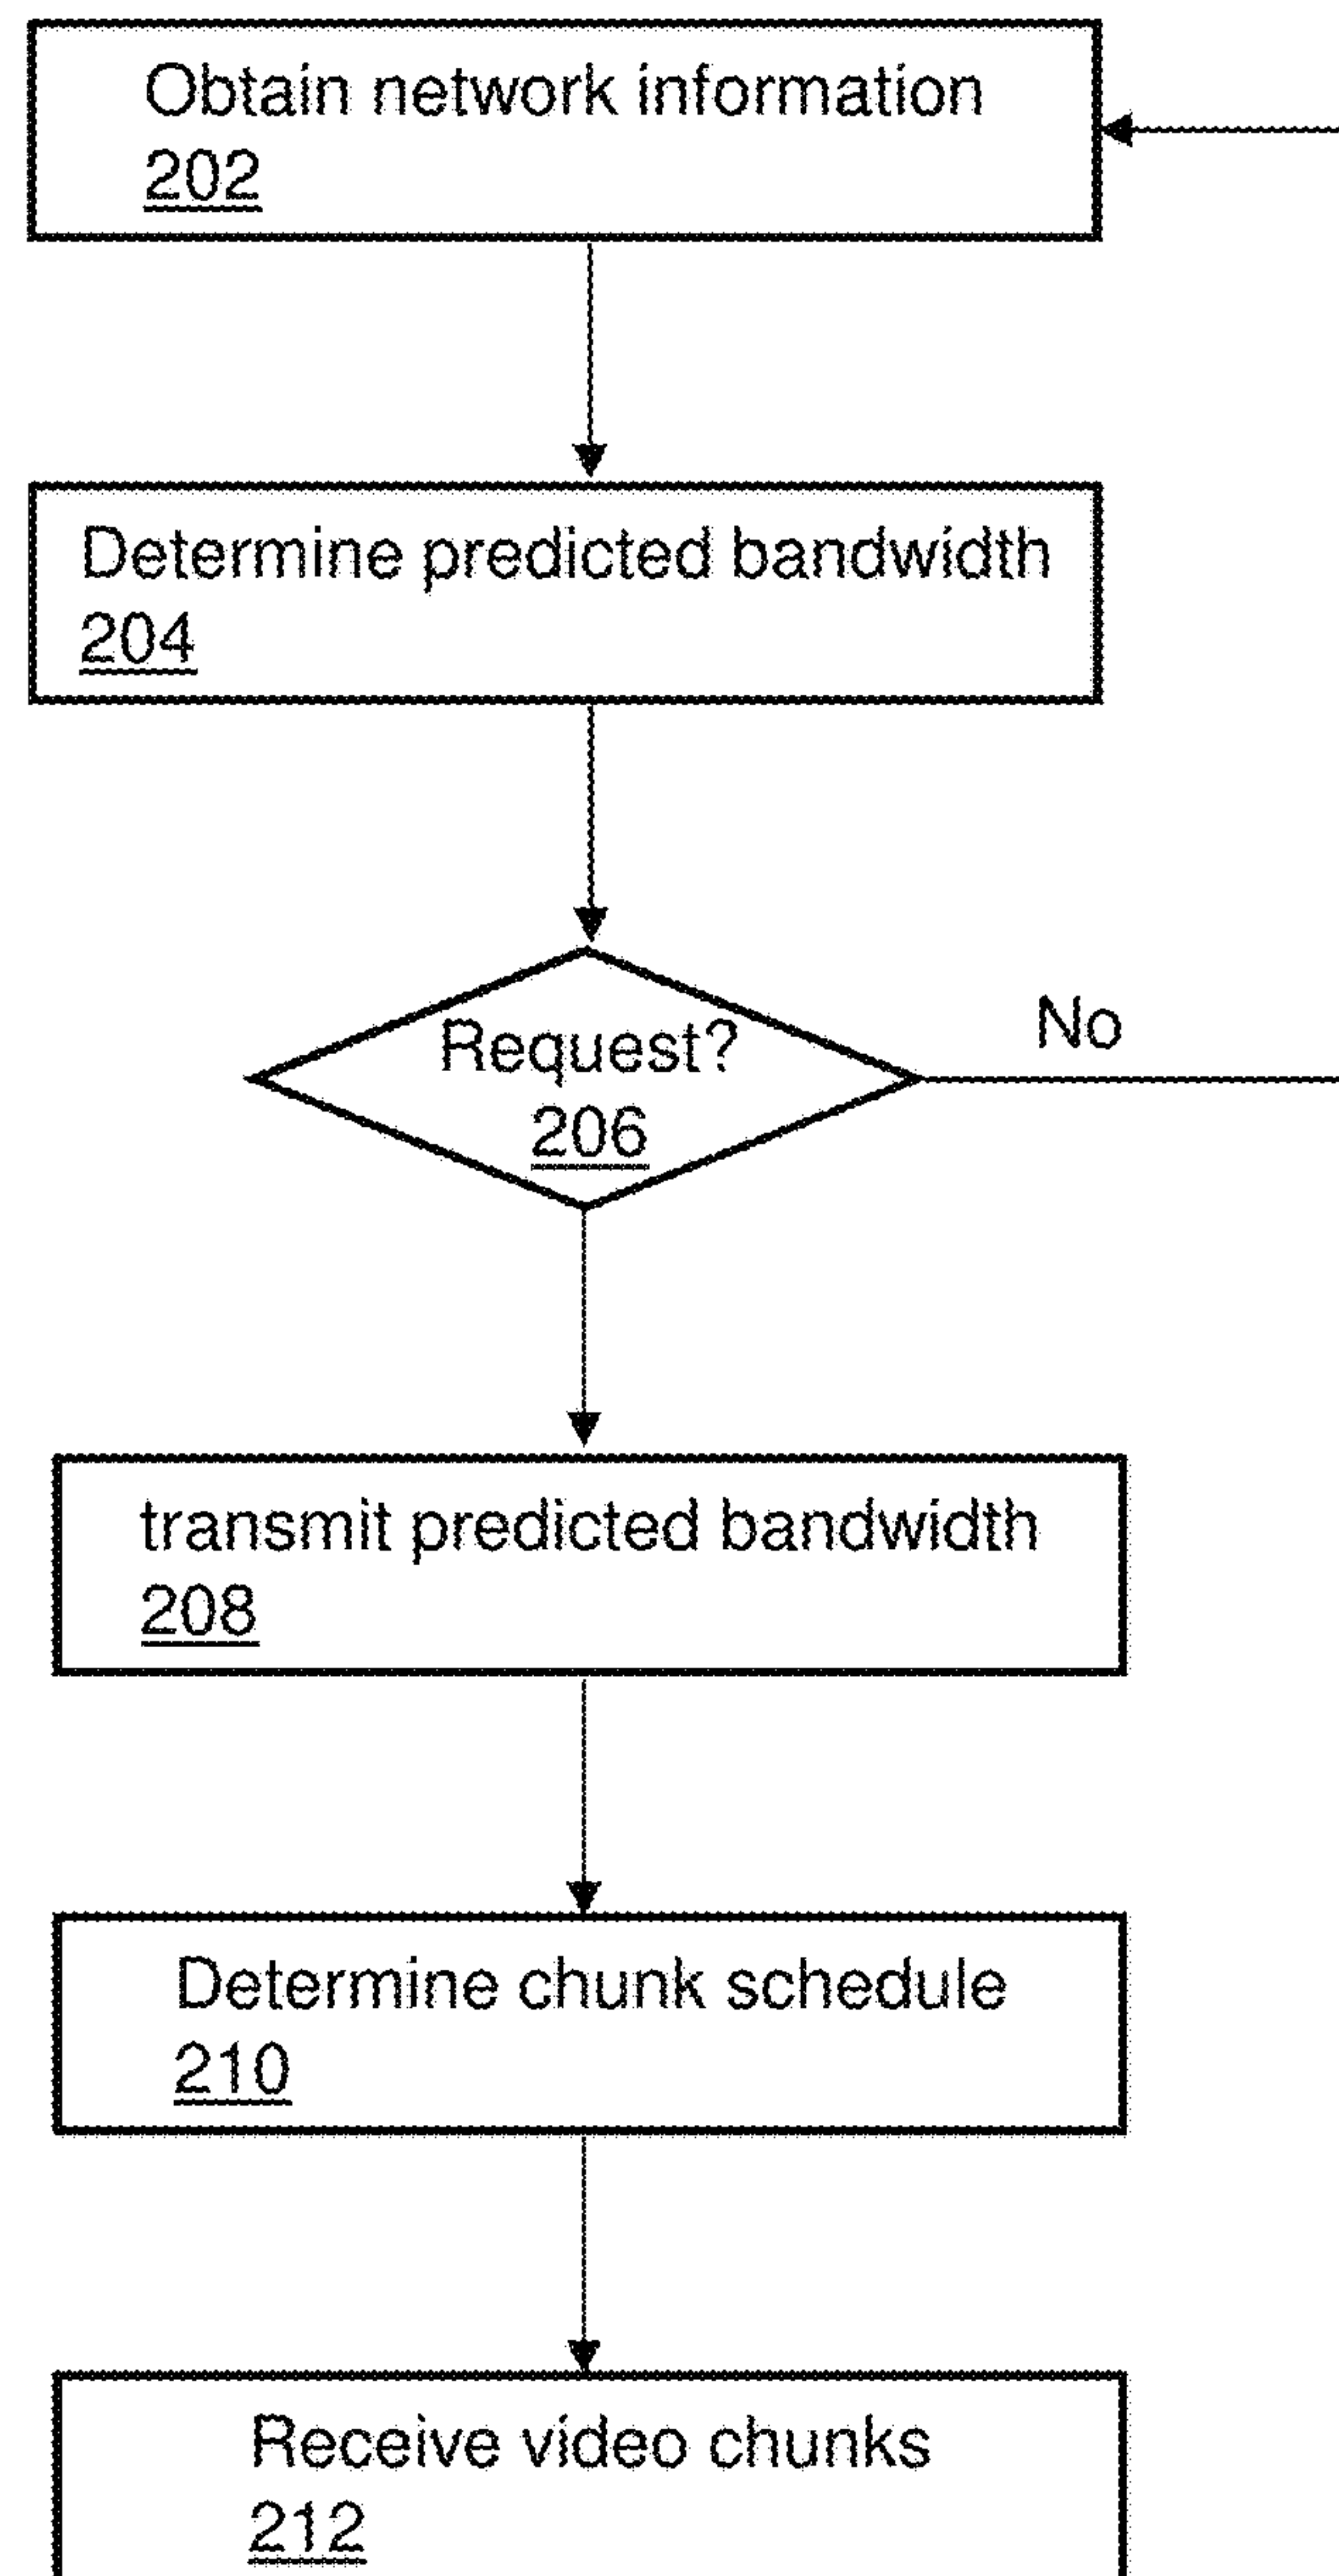 Obtain network information
202
Determine predicted bandwidth
204
Request?
206
No
transmit predicted bandwidth
208
Determine chunk schedule
210
Receive video chunks
212